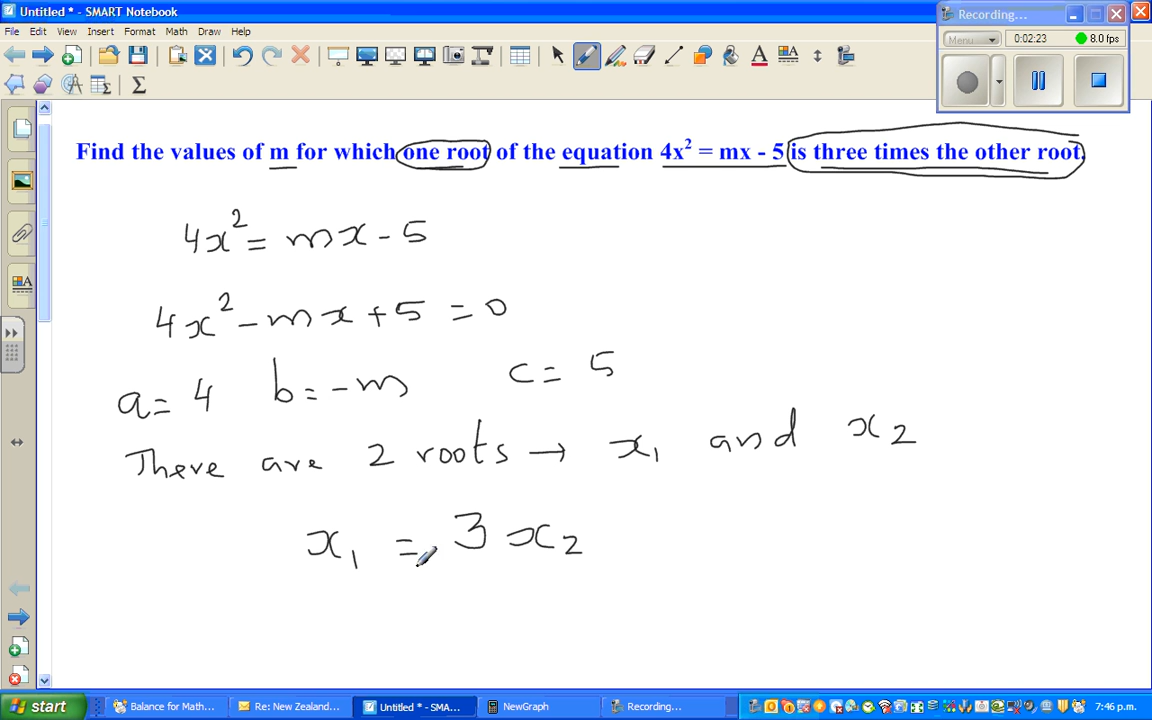 Untitled * - SMART Notebook
File Edit View Insert Format Math Draw Help
Recording...
Menu
0:02:23
8.0 fps
Find the values of m for which one root of the equation 4x² = mx - 5 is three times the other root.
4x² = mx - 5
4x² - mx + 5 = 0
a = 4 b = -m c = 5
There are 2 roots → x₁ and x₂
x₁ = 3x₂
start
Balance for Math...
Re: New Zealand...
Untitled * - SMA...
NewGraph
Recording...
7:46 p.m.